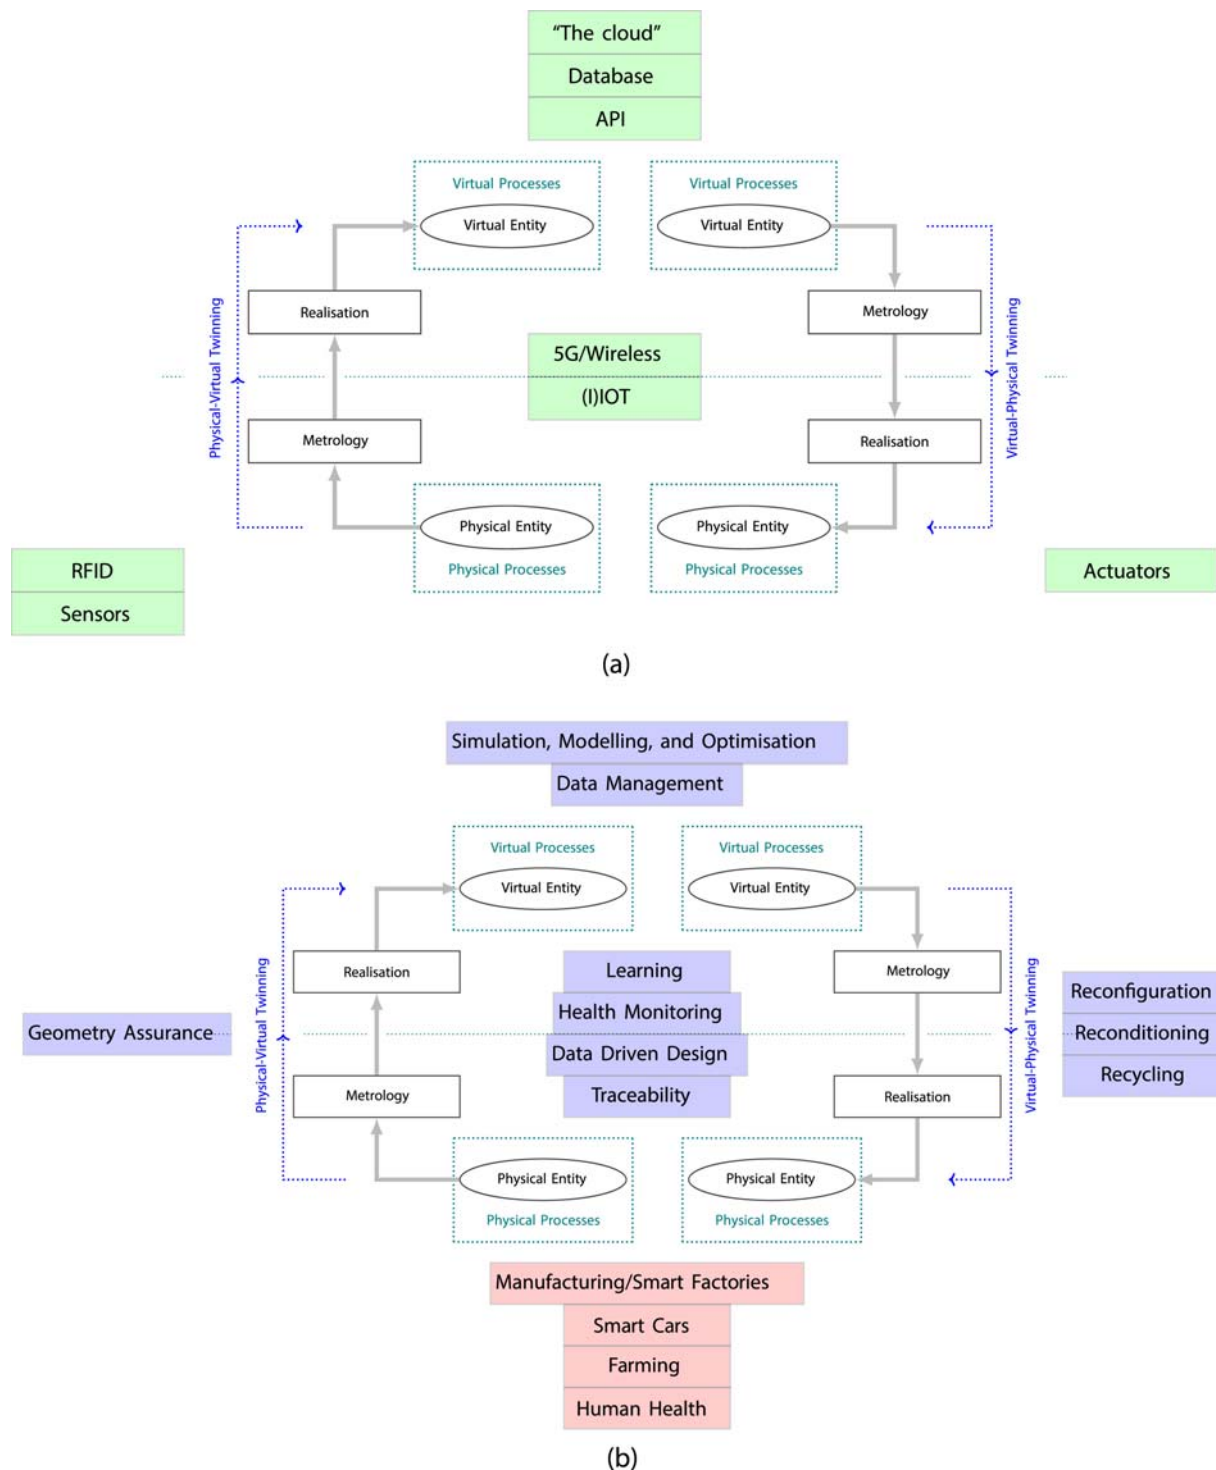 “The cloud”
Database
API
Virtual Processes
Virtual Entity
Virtual Processes
Virtual Entity
Realisation
Metrology
Physical-Virtual Twinning
Virtual-Physical Twinning
5G/Wireless
(I)IOT
Metrology
Realisation
Physical Entity
Physical Processes
Physical Entity
Physical Processes
RFID
Sensors
Actuators
(a)
Simulation, Modelling, and Optimisation
Data Management
Virtual Processes
Virtual Entity
Virtual Processes
Virtual Entity
Realisation
Metrology
Physical-Virtual Twinning
Virtual-Physical Twinning
Geometry Assurance
Learning
Health Monitoring
Data Driven Design
Traceability
Reconfiguration
Reconditioning
Recycling
Metrology
Realisation
Physical Entity
Physical Processes
Physical Entity
Physical Processes
Manufacturing/Smart Factories
Smart Cars
Farming
Human Health
(b)